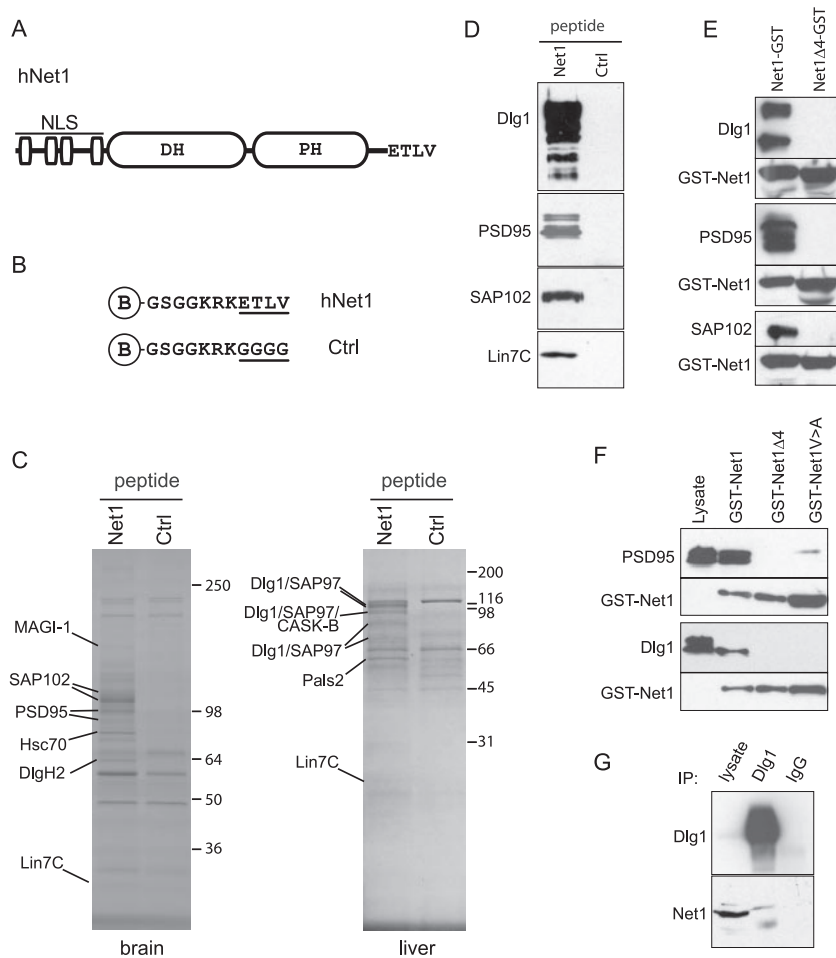 A
hNet1
NLS
DH
PH
ETLV
B
B-GSGGKRKETLV hNet1
B-GSGGKRKGGGG Ctrl
C
peptide
Net1
Ctrl
250
MAGI-1
SAP102
PSD95
98
Hsc70
64
DlgH2
50
36
Lin7C
brain
peptide
Net1
Ctrl
200
Dlg1/SAP97
116
98
Dlg1/SAP97/
CASK-B
Dlg1/SAP97
66
Pals2
45
31
Lin7C
liver
D
peptide
Net1
Ctrl
Dlg1
PSD95
SAP102
Lin7C
E
Net1-GST
Net1Δ4-GST
Dlg1
GST-Net1
PSD95
GST-Net1
SAP102
GST-Net1
F
Lysate
GST-Net1
GST-Net1Δ4
GST-Net1V>A
PSD95
GST-Net1
Dlg1
GST-Net1
G
IP:
lysate
Dlg1
IgG
Dlg1
Net1